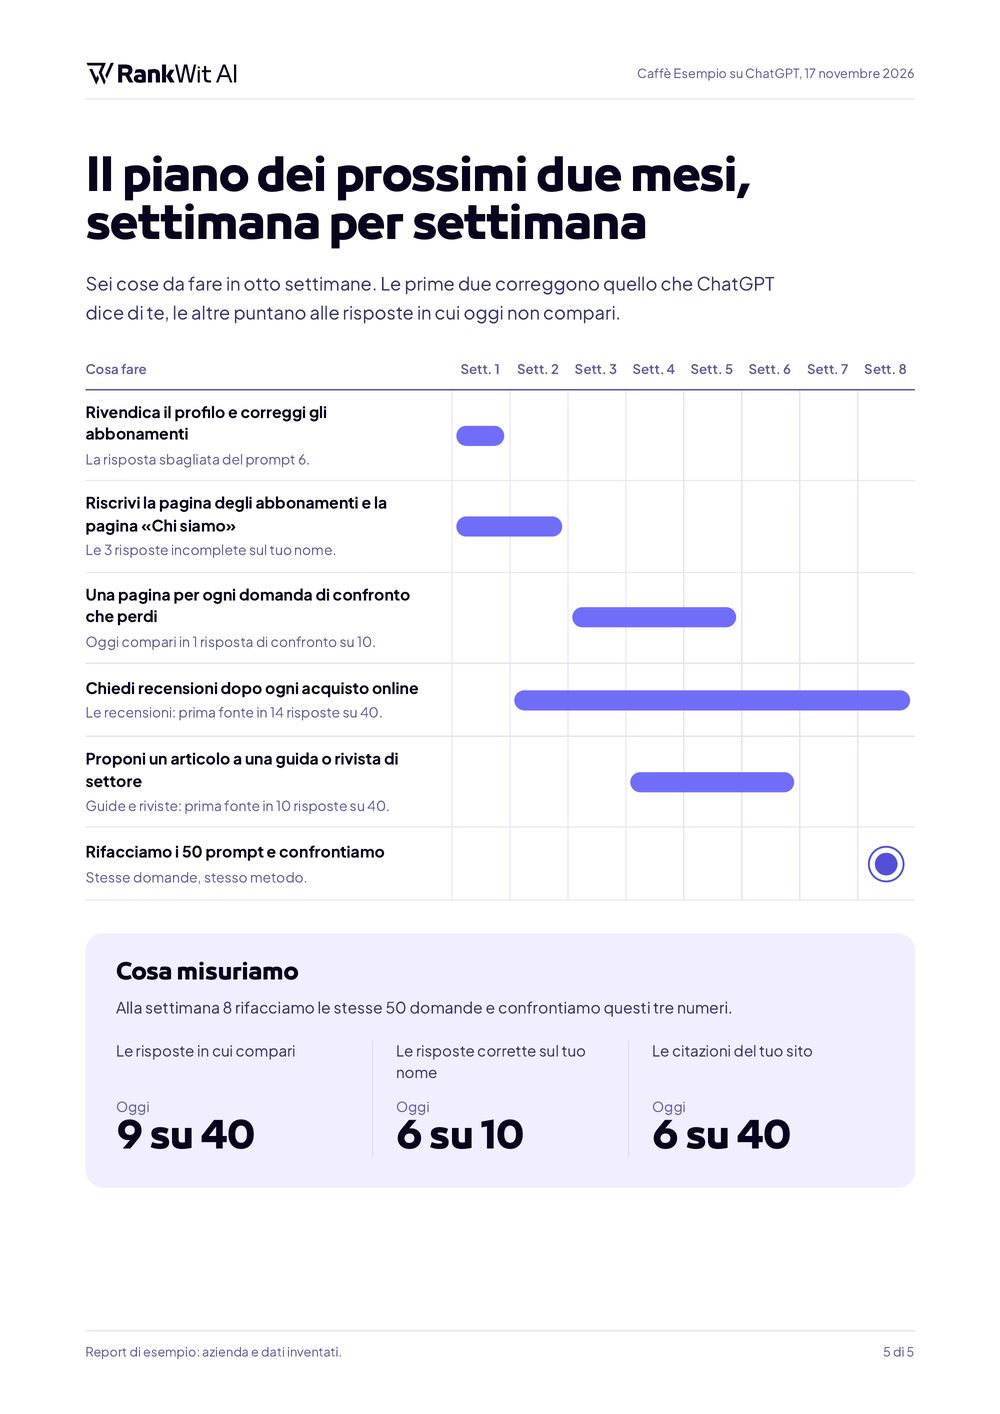 RankWit AI
Caffè Esempio su ChatGPT, 17 novembre 2026
Il piano dei prossimi due mesi,
settimana per settimana
Sei cose da fare in otto settimane. Le prime due correggono quello che ChatGPT
dice di te, le altre puntano alle risposte in cui oggi non compari.
Cosa fare Sett. 1 Sett. 2 Sett. 3 Sett. 4 Sett. 5 Sett. 6 Sett. 7 Sett. 8
Rivendica il profilo e correggi gli
abbonamenti
La risposta sbagliata del prompt 6.
Riscrivi la pagina degli abbonamenti e la
pagina «Chi siamo»
Le 3 risposte incomplete sul tuo nome.
Una pagina per ogni domanda di confronto
che perdi
Oggi compari in 1 risposta di confronto su 10.
Chiedi recensioni dopo ogni acquisto online
Le recensioni: prima fonte in 14 risposte su 40.
Proponi un articolo a una guida o rivista di
settore
Guide e riviste: prima fonte in 10 risposte su 40.
Rifacciamo i 50 prompt e confrontiamo
Stesse domande, stesso metodo.
Cosa misuriamo
Alla settimana 8 rifacciamo le stesse 50 domande e confrontiamo questi tre numeri.
Le risposte in cui compari
Oggi
9 su 40
Le risposte corrette sul tuo
nome
Oggi
6 su 10
Le citazioni del tuo sito
Oggi
6 su 40
Report di esempio: azienda e dati inventati.
5 di 5